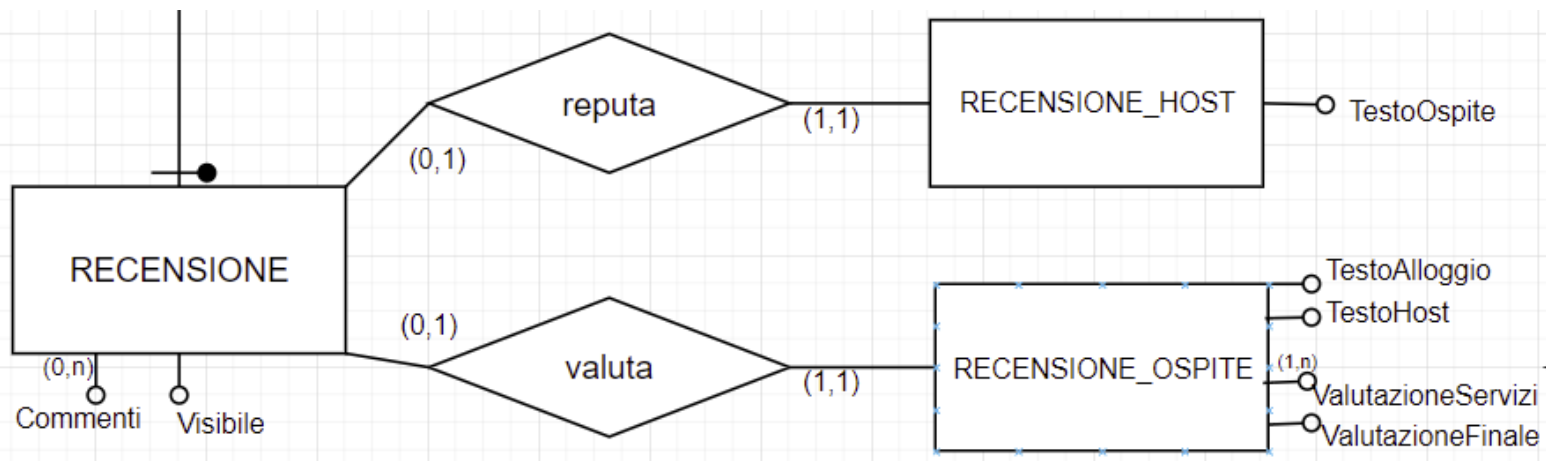 reputa
(1,1)
(0,1)
RECENSIONE_HOST
TestoOspite
RECENSIONE
(0,n)
Commenti
Visibile
(0,1)
valuta
(1,1)
RECENSIONE_OSPITE
TestoAlloggio
TestoHost
(1,n)
ValutazioneServizi
ValutazioneFinale